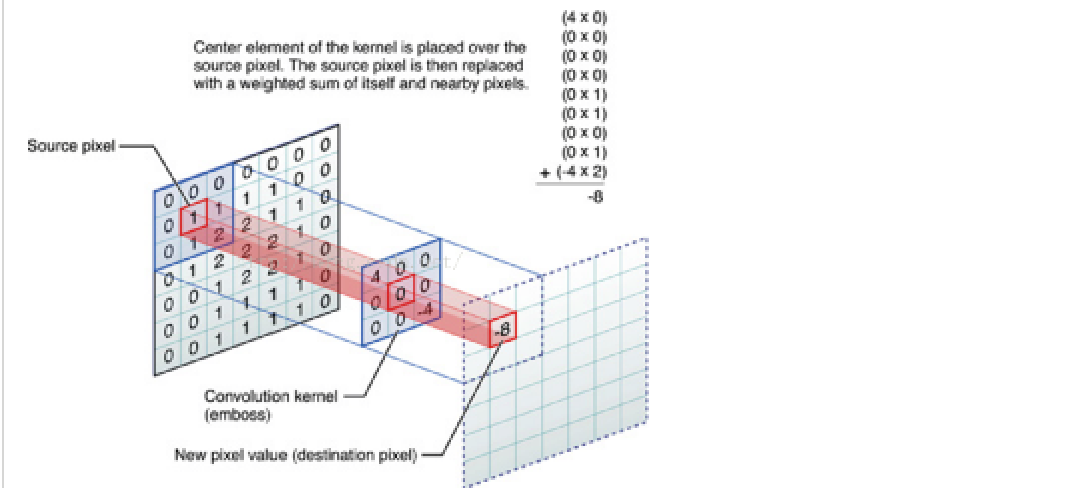 (4 x 0)
(0 x 0)
(0 x 0)
(0 x 0)
(0 x 1)
(0 x 1)
(0 x 0)
(0 x 1)
+ (-4 x 2)
-8
Center element of the kernel is placed over the
source pixel. The source pixel is then replaced
with a weighted sum of itself and nearby pixels.
Source pixel
0 0 0 0 0 0 0
0 1 1 1 1 0 0
0 1 2 2 1 1 0
0 1 2 2 2 1 0
0 0 1 2 2 1 0
0 0 1 1 1 1 0
0 0 1 1 1 1 0
4 0 0
0 0 0
0 0 -4
-8
Convolution kernel
(emboss)
New pixel value (destination pixel)